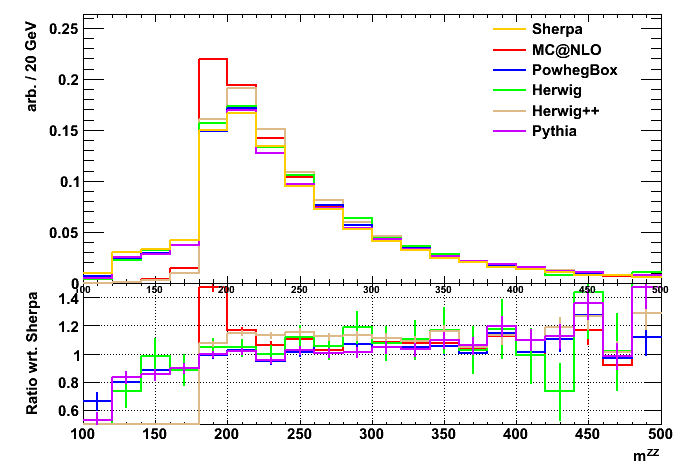 arb. / 20 GeV
0.25
0.2
0.15
0.1
0.05
0
Sherpa
MC@NLO
PowhegBox
Herwig
Herwig++
Pythia
100 150 200 250 300 350 400 450 500
Ratio wrt. Sherpa
1.4
1.2
1
0.8
0.6
100 150 200 250 300 350 400 450 500
m^ZZ